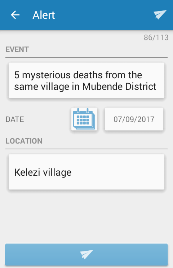 Alert
86/113
EVENT
5 mysterious deaths from the
same village in Mubende District
DATE
07/09/2017
LOCATION
Kelezi village